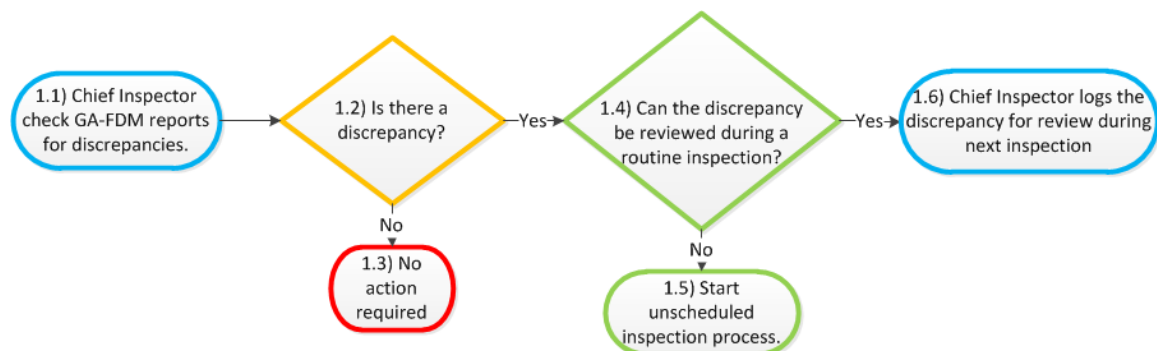 1.1) Chief Inspector
check GA-FDM reports
for discrepancies.
1.2) Is there a
discrepancy?
Yes
No
1.3) No
action
required
1.4) Can the discrepancy
be reviewed during a
routine inspection?
Yes
No
1.5) Start
unscheduled
inspection process.
1.6) Chief Inspector logs the
discrepancy for review during
next inspection